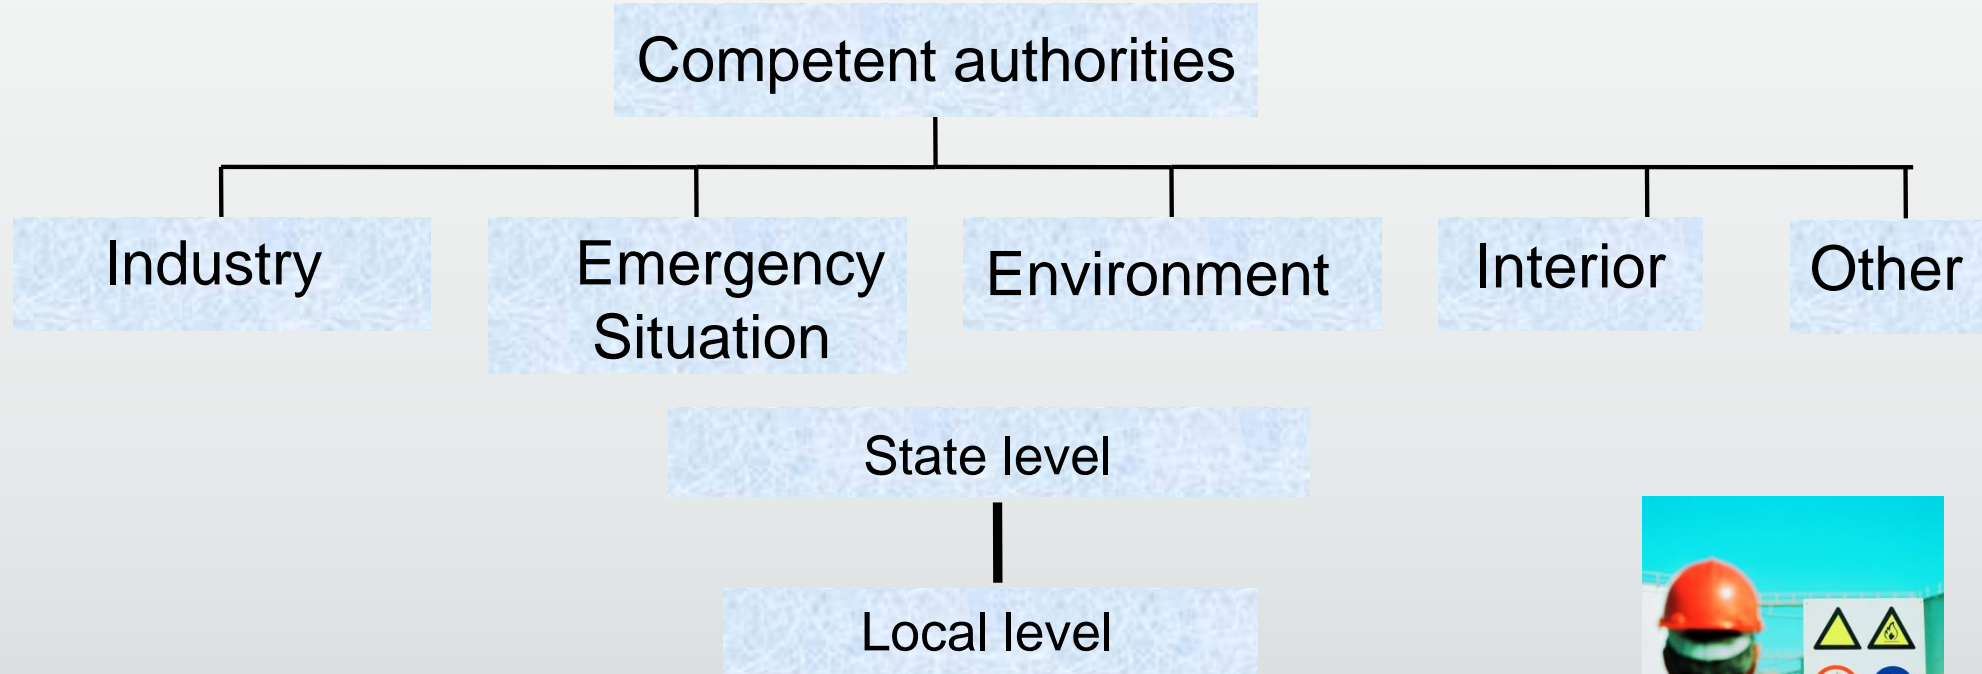 Competent authorities
Industry
Emergency
Situation
Environment
Interior
Other
State level
Local level